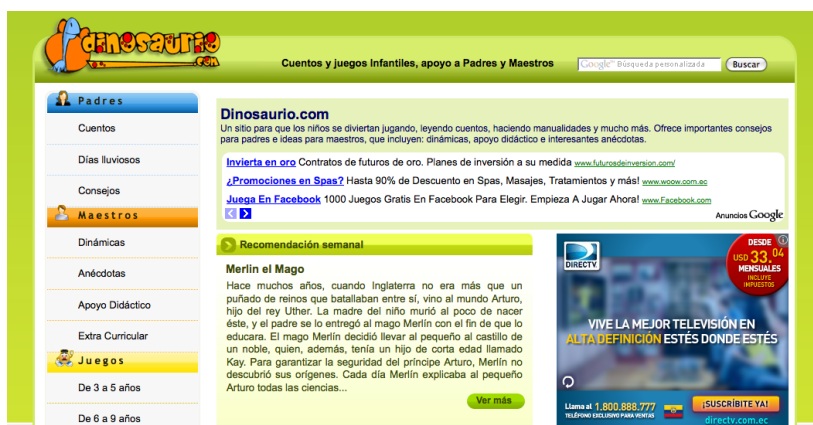 dinosaurio
.com
Cuentos y juegos Infantiles, apoyo a Padres y Maestros
Google™ Búsqueda personalizada
Buscar
Padres
Cuentos
Días lluviosos
Consejos
Maestros
Dinámicas
Anécdotas
Apoyo Didáctico
Extra Curricular
Juegos
De 3 a 5 años
De 6 a 9 años
Dinosaurio.com
Un sitio para que los niños se diviertan jugando, leyendo cuentos, haciendo manualidades y mucho más. Ofrece importantes consejos
para padres e ideas para maestros, que incluyen: dinámicas, apoyo didáctico e interesantes anécdotas.
Invierta en oro Contratos de futuros de oro. Planes de inversión a su medida www.futurosdeinversion.com/
¿Promociones en Spas? Hasta 90% de Descuento en Spas, Masajes, Tratamientos y más! www.woow.com.ec
Juega En Facebook 1000 Juegos Gratis En Facebook Para Elegir. Empieza A Jugar Ahora! www.Facebook.com
Anuncios Google
Recomendación semanal
Merlin el Mago
Hace muchos años, cuando Inglaterra no era más que un
puñado de reinos que batallaban entre sí, vino al mundo Arturo,
hijo del rey Uther. La madre del niño murió al poco de nacer
éste, y el padre se lo entregó al mago Merlín con el fin de que lo
educara. El mago Merlín decidió llevar al pequeño al castillo de
un noble, quien, además, tenía un hijo de corta edad llamado
Kay. Para garantizar la seguridad del príncipe Arturo, Merlín no
descubrió sus orígenes. Cada día Merlín explicaba al pequeño
Arturo todas las ciencias...
Ver más
DIRECTV
DESDE
USD 33.04
MENSUALES
INCLUYE
IMPUESTOS
VIVE LA MEJOR TELEVISIÓN EN
ALTA DEFINICIÓN ESTÉS DONDE ESTÉS
Llama al 1.800.888.777
TELÉFONO EXCLUSIVO PARA VENTAS
¡SUSCRÍBITE YA!
directv.com.ec